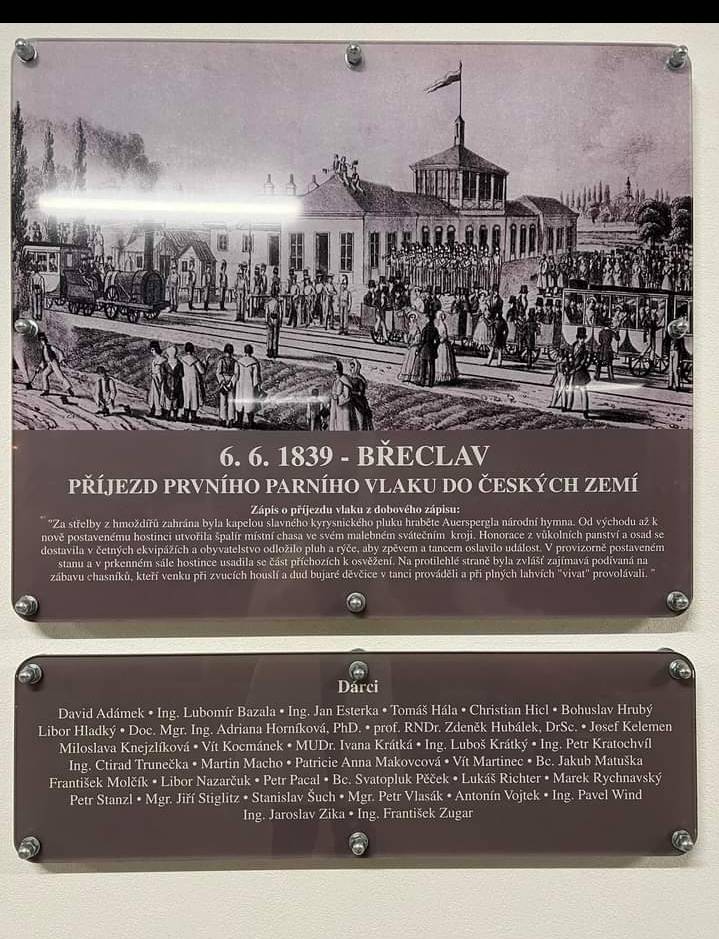 6. 6. 1839 - BŘECLAV
PŘÍJEZD PRVNÍHO PARNÍHO VLAKU DO ČESKÝCH ZEMÍ
Zápis o příjezdu vlaku z dobového zápisu:
"Za střelby z hmoždířů zahrána byla kapelou slavného kyrysnického pluku hraběte Auerspergla národní hymna. Od východu až k
nově postavenému hostinci utvořila špalír místní chasa ve svém malebném svátečním kroji. Honorace z vůkolních panství a osad se
dostavila v četných ekvipážích a obyvatelstvo odložilo pluh a rýče, aby zpěvem a tancem oslavilo událost. V provizorně postaveném
stanu a v prkenném sále hostince usadila se část příchozích k osvěžení. Na protilehlé straně byla zvlášť zajímavá podívaná na
zábavu chasníků, kteří venku při zvucích houslí a dud bujaré děvčice v tanci prováděli a při plných lahvích "vivat" provolávali. "
Dárci
David Adámek • Ing. Lubomír Bazala • Ing. Jan Esterka • Tomáš Hála • Christian Hicl • Bohuslav Hrubý
Libor Hladký • Doc. Mgr. Ing. Adriana Horníková, PhD. • prof. RNDr. Zdeněk Hubálek, DrSc. • Josef Kelemen
Miloslava Knejzlíková • Vít Kocmánek • MUDr. Ivana Krátká • Ing. Luboš Krátký • Ing. Petr Kratochvíl
Ing. Ctirad Trunečka • Martin Macho • Patricie Anna Makovcová • Vít Martinec • Bc. Jakub Matuška
František Molčík • Libor Nazarčuk • Petr Pacal • Bc. Svatopluk Pěček • Lukáš Richter • Marek Rychnavský
Petr Stanzl • Mgr. Jiří Stiglitz • Stanislav Šuch • Mgr. Petr Vlasák • Antonín Vojtek • Ing. Pavel Wind
Ing. Jaroslav Zika • Ing. František Zugar